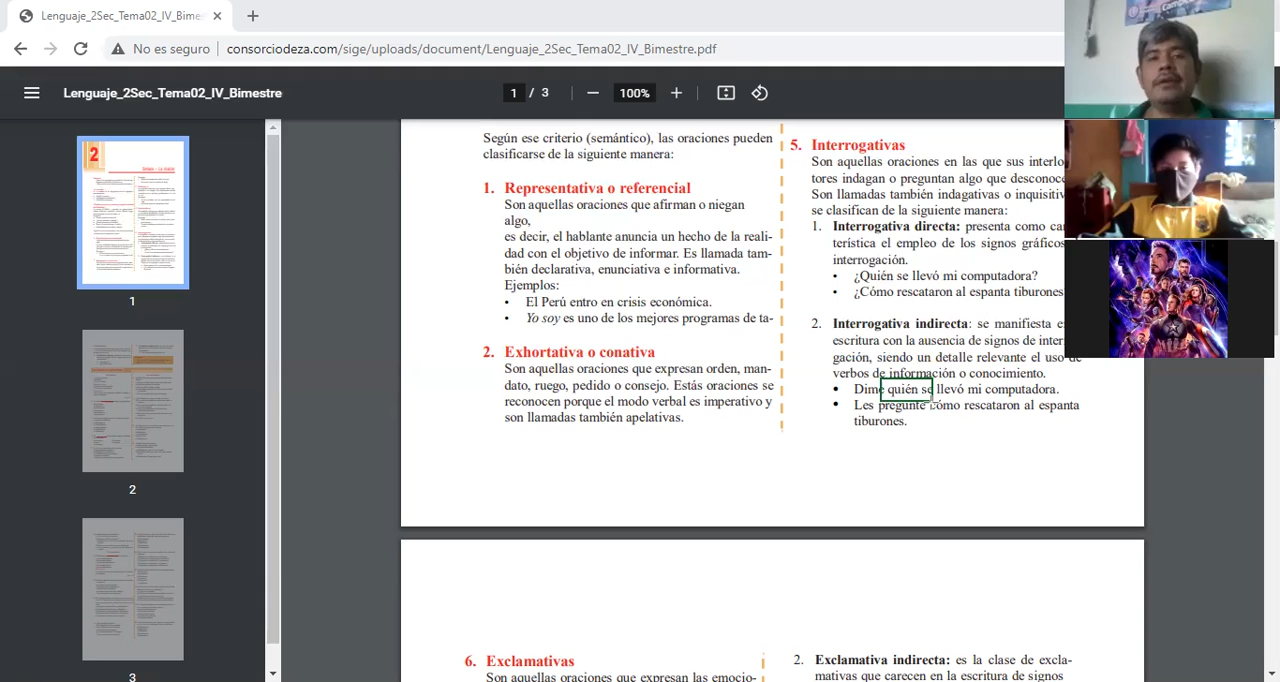 Lenguaje_2Sec_Tema02_IV_Bime
No es seguro
consorciodeza.com/sige/uploads/document/Lenguaje_2Sec_Tema02_IV_Bimestre.pdf
Lenguaje_2Sec_Tema02_IV_Bimestre
1 / 3
100%
1
2
3
Según ese criterio (semántico), las oraciones pueden
clasificarse de la siguiente manera:
1. Representativa o referencial
Son aquellas oraciones que afirman o niegan
algo,
es decir el hablante anuncia un hecho de la reali-
dad con el objetivo de informar. Es llamada tam-
bién declarativa, enunciativa e informativa.
Ejemplos:
• El Perú entro en crisis económica.
• Yo soy es uno de los mejores programas de ta-
2. Exhortativa o conativa
Son aquellas oraciones que expresan orden, man-
dato, ruego, pedido o consejo. Estás oraciones se
reconocen porque el modo verbal es imperativo y
son llamadas también apelativas.
5. Interrogativas
Son aquellas oraciones en las que sus interlo
tores indagan o preguntan algo que desconoce
Son llamadas también indagativas o inquisitiv
se clasifican de la siguiente manera:
1. Interrogativa directa: presenta como car
terística el empleo de los signos gráficos
interrogación.
• ¿Quién se llevó mi computadora?
• ¿Cómo rescataron al espanta tiburones
2. Interrogativa indirecta: se manifiesta e
escritura con la ausencia de signos de inter
gación, siendo un detalle relevante el uso de
verbos de información o conocimiento.
• Dime quién se llevó mi computadora.
• Les pregunte cómo rescataron al espanta
tiburones.
6. Exclamativas
Son aquellas oraciones que expresan las emocio-
2. Exclamativa indirecta: es la clase de excla-
mativas que carecen en la escritura de signos